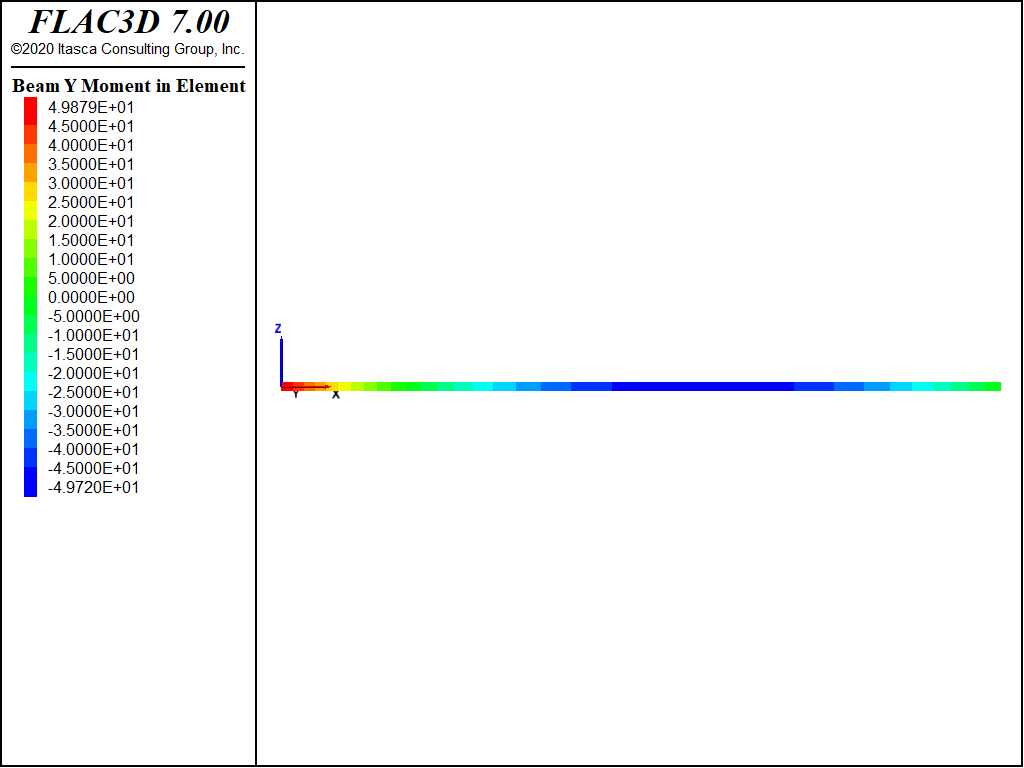 FLAC3D 7.00
©2020 Itasca Consulting Group, Inc.
Beam Y Moment in Element
4.9879E+01
4.5000E+01
4.0000E+01
3.5000E+01
3.0000E+01
2.5000E+01
2.0000E+01
1.5000E+01
1.0000E+01
5.0000E+00
0.0000E+00
-5.0000E+00
-1.0000E+01
-1.5000E+01
-2.0000E+01
-2.5000E+01
-3.0000E+01
-3.5000E+01
-4.0000E+01
-4.5000E+01
-4.9720E+01
Z
Y
X